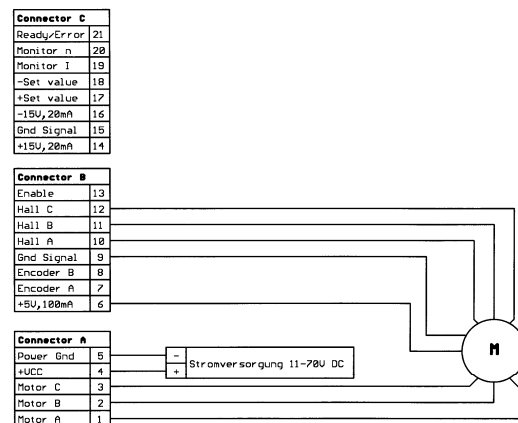 Connector C
Ready/Error 21
Monitor n 20
Monitor I 19
-Set value 18
+Set value 17
-15V,20mA 16
Gnd Signal 15
+15V,20mA 14
Connector B
Enable 13
Hall C 12
Hall B 11
Hall A 10
Gnd Signal 9
Encoder B 8
Encoder A 7
+5V,100mA 6
M
Connector A
Power Gnd 5
+VCC 4
Motor C 3
Motor B 2
Motor A 1
-
+
Stromversorgung 11-70V DC